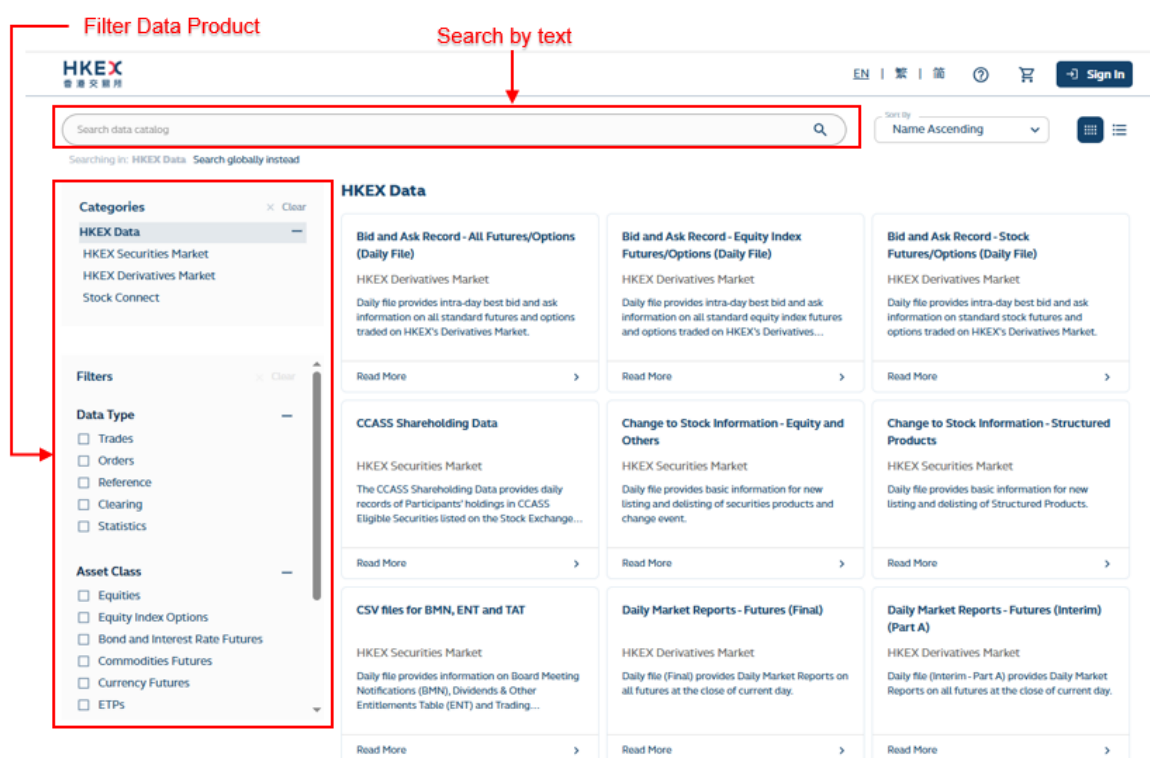 Filter Data Product
Search by text
HKEX
香港交易所
EN | 繁 | 简
Sign In
Search data catalog
Sort By
Name Ascending
Searching in: HKEX Data Search globally instead
Categories
Clear
HKEX Data
HKEX Securities Market
HKEX Derivatives Market
Stock Connect
Filters
Clear
Data Type
Trades
Orders
Reference
Clearing
Statistics
Asset Class
Equities
Equity Index Options
Bond and Interest Rate Futures
Commodities Futures
Currency Futures
ETPs
HKEX Data
Bid and Ask Record - All Futures/Options
(Daily File)
HKEX Derivatives Market
Daily file provides intra-day best bid and ask
information on all standard futures and options
traded on HKEX's Derivatives Market.
Read More
Bid and Ask Record - Equity Index
Futures/Options (Daily File)
HKEX Derivatives Market
Daily file provides intra-day best bid and ask
information on all standard equity index futures
and options traded on HKEX's Derivatives...
Read More
Bid and Ask Record - Stock
Futures/Options (Daily File)
HKEX Derivatives Market
Daily file provides intra-day best bid and ask
information on standard stock futures and
options traded on HKEX's Derivatives Market.
Read More
CCASS Shareholding Data
HKEX Securities Market
The CCASS Shareholding Data provides daily
records of Participants' holdings in CCASS
Eligible Securities listed on the Stock Exchange...
Read More
Change to Stock Information - Equity and
Others
HKEX Securities Market
Daily file provides basic information for new
listing and delisting of securities products and
change event.
Read More
Change to Stock Information - Structured
Products
HKEX Securities Market
Daily file provides basic information for new
listing and delisting of Structured Products.
Read More
CSV files for BMN, ENT and TAT
HKEX Securities Market
Daily file provides information on Board Meeting
Notifications (BMN), Dividends & Other
Entitlements Table (ENT) and Trading...
Read More
Daily Market Reports - Futures (Final)
HKEX Derivatives Market
Daily file (Final) provides Daily Market Reports on
all futures at the close of current day.
Read More
Daily Market Reports - Futures (Interim)
(Part A)
HKEX Derivatives Market
Daily file (Interim - Part A) provides Daily Market
Reports on all futures at the close of current day.
Read More